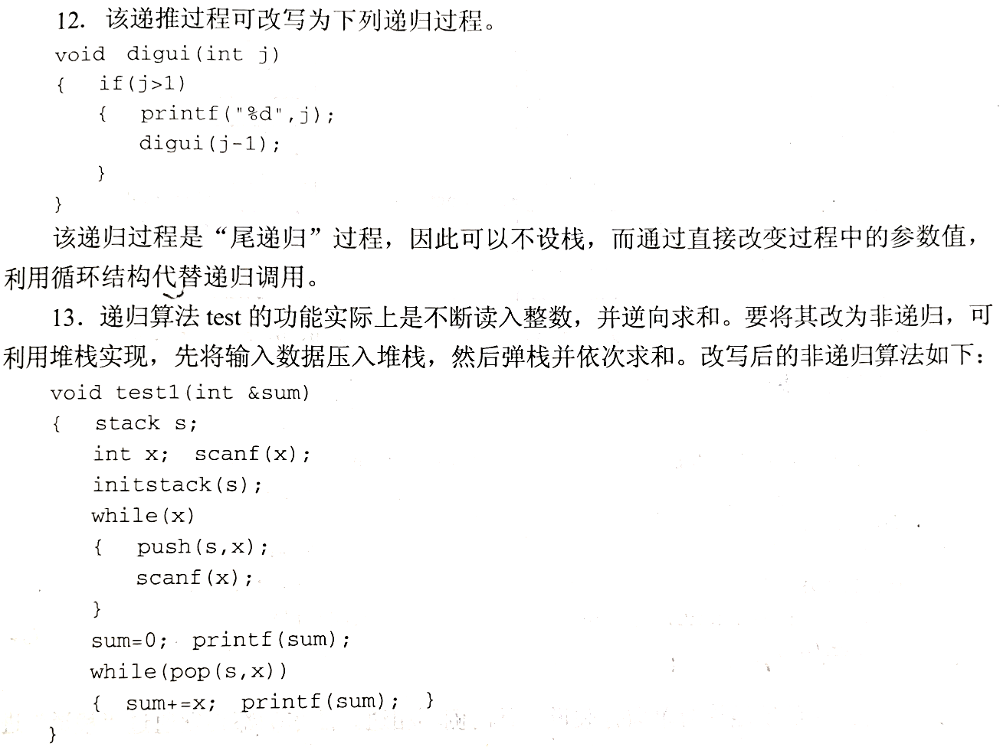 12. 该递推过程可改写为下列递归过程。
void digui(int j)
{ if(j>1)
{ printf("%d",j);
digui(j-1);
}
}
该递归过程是“尾递归”过程，因此可以不设栈，而通过直接改变过程中的参数值，
利用循环结构代替递归调用。
13. 递归算法 test 的功能实际上是不断读入整数，并逆向求和。要将其改为非递归，可
利用堆栈实现，先将输入数据压入堆栈，然后弹栈并依次求和。改写后的非递归算法如下：
void test1(int &sum)
{ stack s;
int x; scanf(x);
initstack(s);
while(x)
{ push(s,x);
scanf(x);
}
sum=0; printf(sum);
while(pop(s,x))
{ sum+=x; printf(sum); }
}